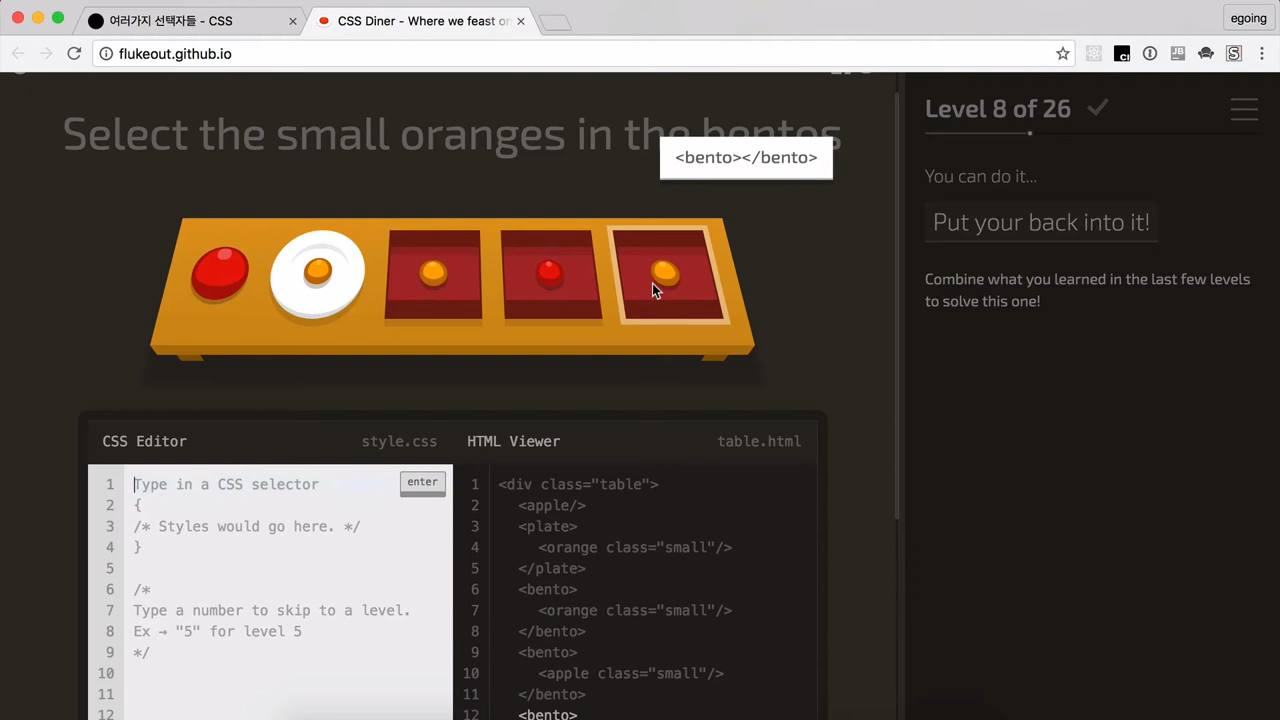 여러가지 선택자들 - CSS
CSS Diner - Where we feast on
egoing
flukeout.github.io
Select the small oranges in the bentos
<bento></bento>
Level 8 of 26
You can do it...
Put your back into it!
Combine what you learned in the last few levels
to solve this one!
CSS Editor
style.css
HTML Viewer
table.html
1 Type in a CSS selector
enter
2 {
3 /* Styles would go here. */
4 }
5
6 /*
7 Type a number to skip to a level.
8 Ex → "5" for level 5
9 */
10
11
12
1 <div class="table">
2 <apple/>
3 <plate>
4 <orange class="small"/>
5 </plate>
6 <bento>
7 <orange class="small"/>
8 </bento>
9 <bento>
10 <apple class="small"/>
11 </bento>
12 <bento>